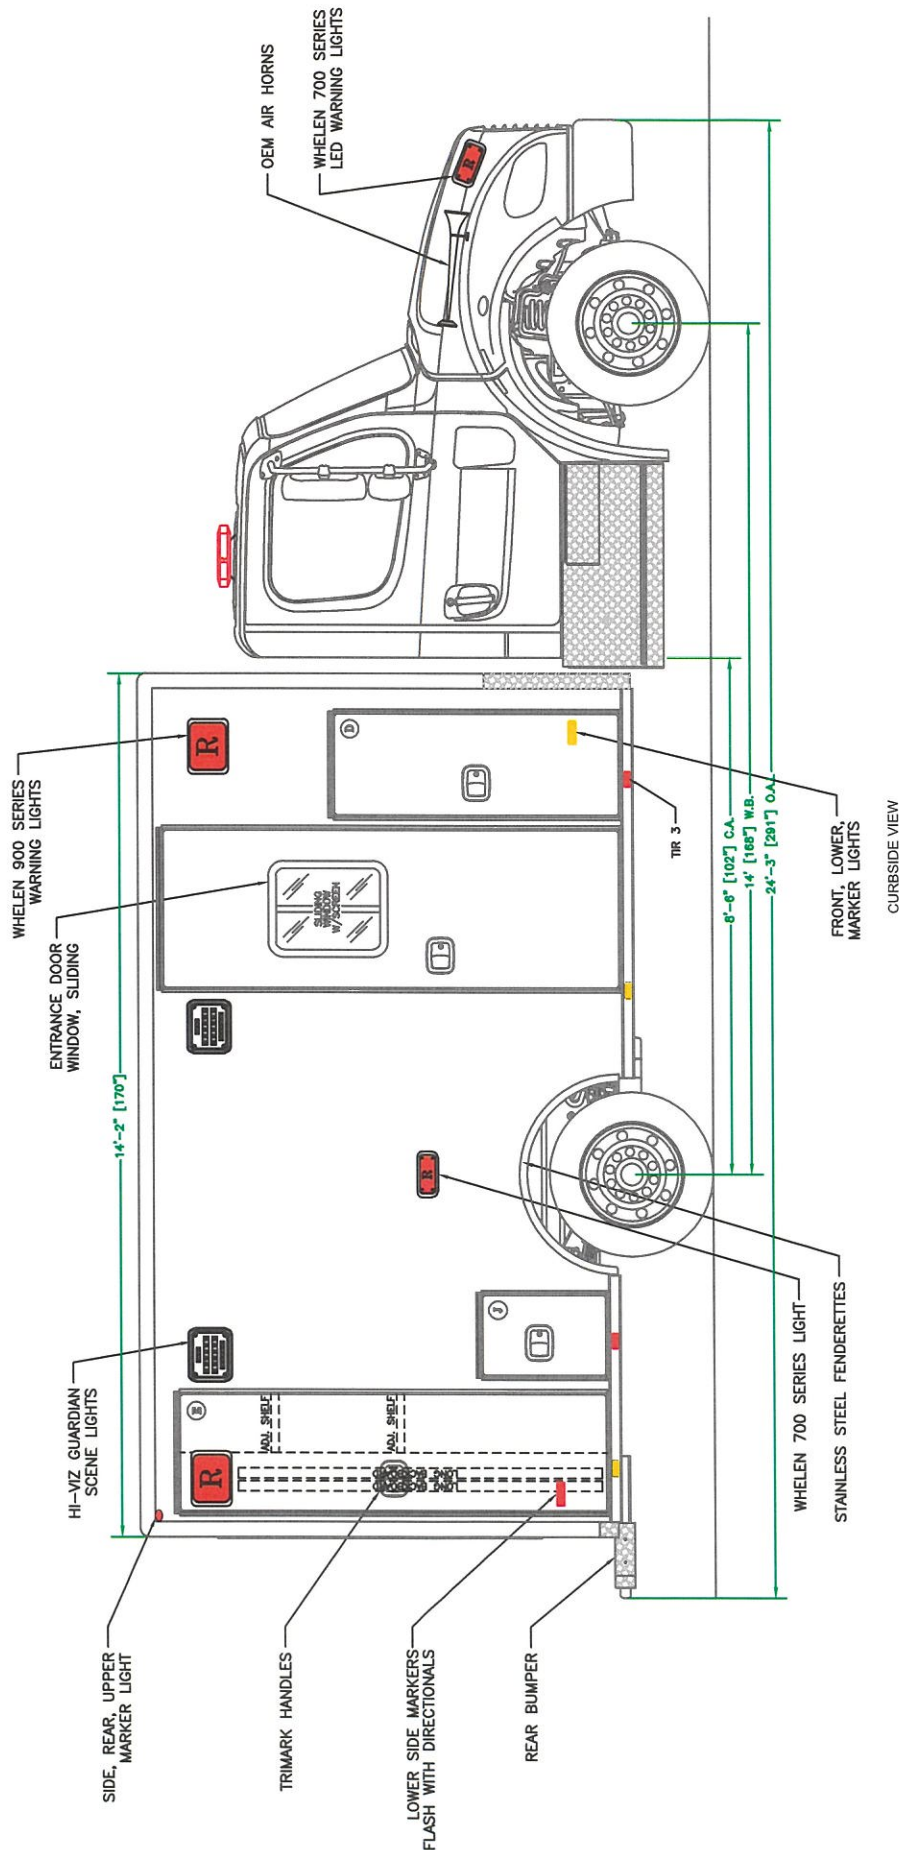 SIDE, REAR, UPPER
MARKER LIGHT
HI-VIZ GUARDIAN
SCENE LIGHTS
ENTRANCE DOOR
WINDOW, SLIDING
WHELEN 900 SERIES
WARNING LIGHTS
OEM AIR HORNS
WHELEN 700 SERIES
LED WARNING LIGHTS
14'-2" [170"]
R
R
R
R
M
ADJ. SHELF
ADJ. SHELF
J
SLIDING
WINDOW
W/SCREEN
D
TRIMARK HANDLES
LOWER SIDE MARKERS
FLASH WITH DIRECTIONALS
REAR BUMPER
WHELEN 700 SERIES LIGHT
STAINLESS STEEL FENDERETTES
TIR 3
8'-6" [102"] C.A.
14' [168"] W.B.
24'-3" [291"] O.A.
FRONT, LOWER,
MARKER LIGHTS
CURBSIDE VIEW